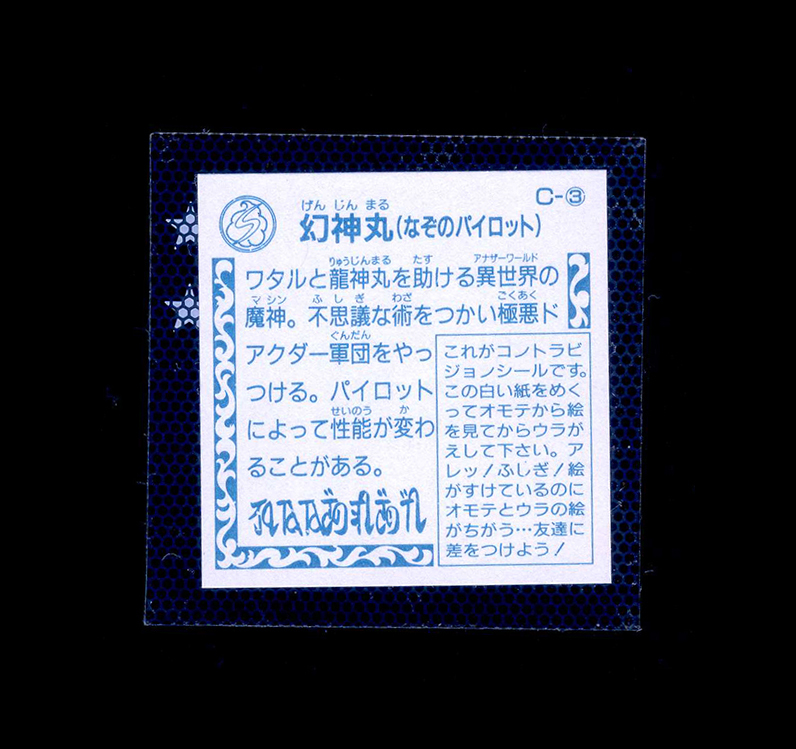 C-③
げん じん まる
幻神丸(なぞのパイロット)
りゅうじんまる たす アナザーワールド
ワタルと龍神丸を助ける異世界の
マシン ふしぎ わざ ごくあく
魔神。不思議な術をつかい極悪ド
ぐんだん
アクダー軍団をやっ
つける。パイロット
せいのう か
によって性能が変わ
ることがある。
これがコントラビ
ジョンシールです。
この白い紙をめく
ってオモテから絵
を見てからウラが
えして下さい。ア
レッ!ふしぎ!絵
がすけているのに
オモテとウラの絵
がちがう…友達に
差をつけよう!